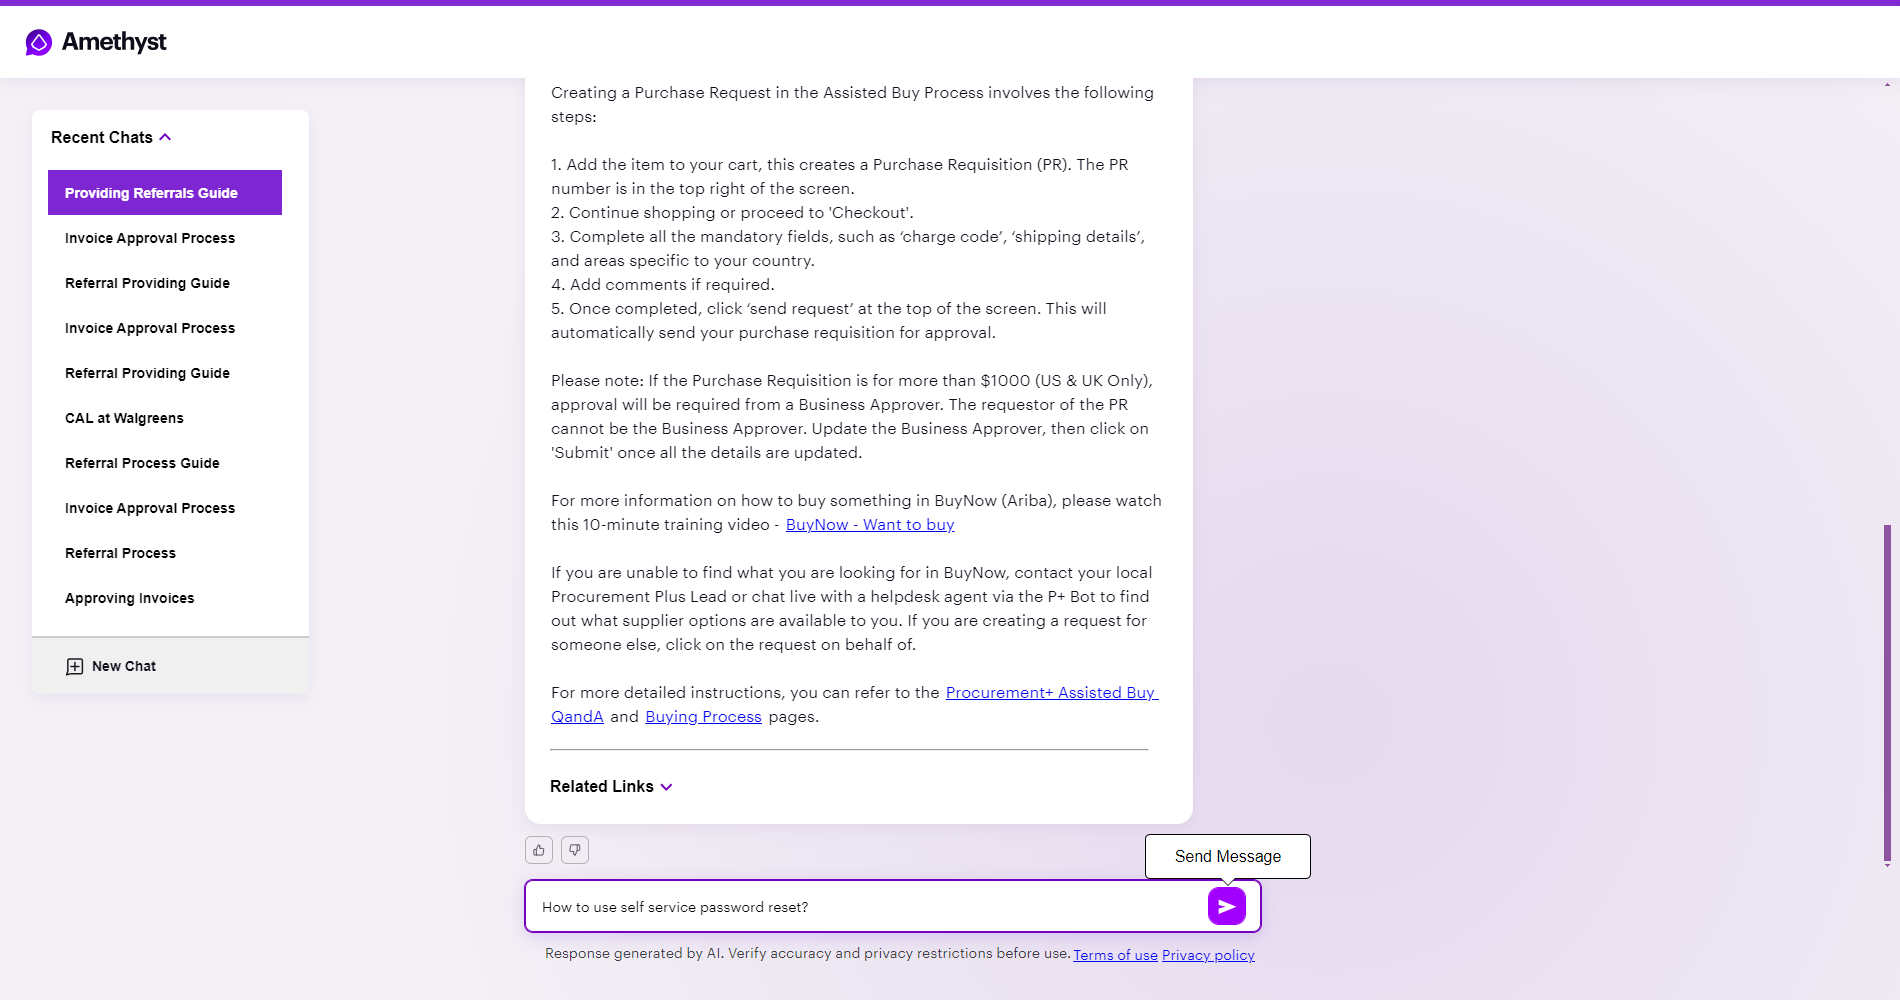 Amethyst
Recent Chats
Providing Referrals Guide
Invoice Approval Process
Referral Providing Guide
Invoice Approval Process
Referral Providing Guide
CAL at Walgreens
Referral Process Guide
Invoice Approval Process
Referral Process
Approving Invoices
New Chat
Creating a Purchase Request in the Assisted Buy Process involves the following
steps:
1. Add the item to your cart, this creates a Purchase Requisition (PR). The PR
number is in the top right of the screen.
2. Continue shopping or proceed to 'Checkout'.
3. Complete all the mandatory fields, such as ‘charge code’, ‘shipping details’,
and areas specific to your country.
4. Add comments if required.
5. Once completed, click ‘send request’ at the top of the screen. This will
automatically send your purchase requisition for approval.
Please note: If the Purchase Requisition is for more than $1000 (US & UK Only),
approval will be required from a Business Approver. The requestor of the PR
cannot be the Business Approver. Update the Business Approver, then click on
'Submit' once all the details are updated.
For more information on how to buy something in BuyNow (Ariba), please watch
this 10-minute training video - BuyNow - Want to buy
If you are unable to find what you are looking for in BuyNow, contact your local
Procurement Plus Lead or chat live with a helpdesk agent via the P+ Bot to find
out what supplier options are available to you. If you are creating a request for
someone else, click on the request on behalf of.
For more detailed instructions, you can refer to the Procurement+ Assisted Buy
QandA and Buying Process pages.
Related Links
Send Message
How to use self service password reset?
Response generated by AI. Verify accuracy and privacy restrictions before use. Terms of use Privacy policy